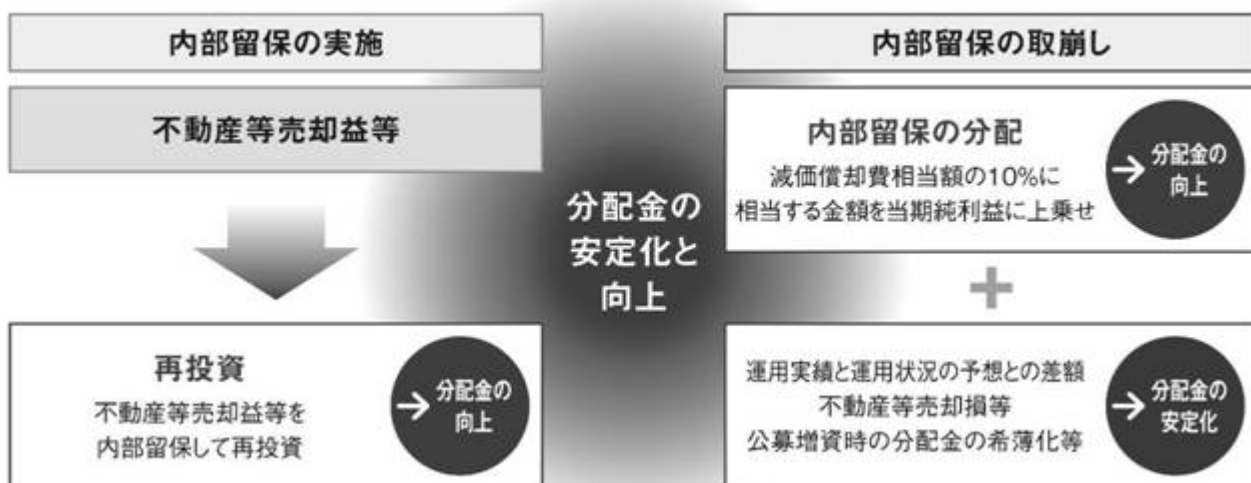 内部留保の実施
不動産等売却益等
再投資
不動産等売却益等を
内部留保して再投資
→分配金の
向上
分配金の
安定化と
向上
内部留保の取崩し
内部留保の分配
減価償却費相当額の10%に
相当する金額を当期純利益に上乗せ
→分配金の
向上
+
運用実績と運用状況の予想との差額
不動産等売却損等
公募増資時の分配金の希薄化等
→分配金の
安定化